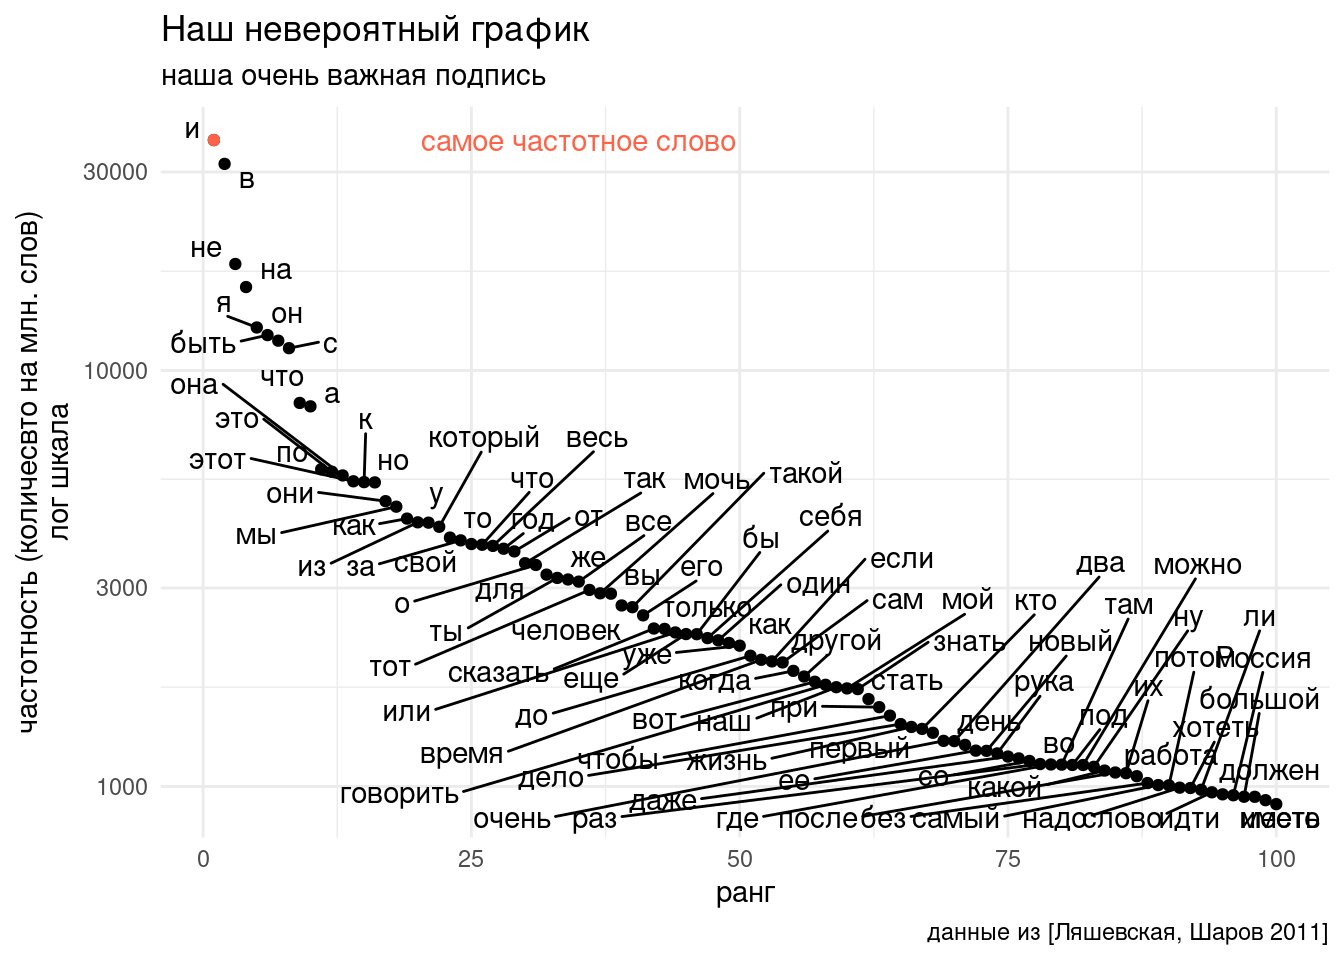 Наш невероятный график
наша очень важная подпись
самое частотное слово
частотность (количесвто на млн. слов)
лог шкала
30000
10000
3000
1000
и
в
не
на
я
он
быть
с
что
она
а
это
к
по
но
этот
который
весь
они
у
что
так
мочь
такой
мы
как
то
год
от
все
себя
из
за
свой
же
бы
о
для
вы
его
один
если
два
можно
ты
человек
только
как
сам
мой
кто
там
ну
ли
тот
сказать
уже
еще
другой
знать
новый
потом
Россия
или
когда
стать
рука
их
большой
до
вот
наш
при
день
под
хотеть
время
чтобы
жизнь
первый
во
работа
должен
говорить
дело
ее
со
какой
даже
очень
раз
где
после
без
самый
надо
слово
идти
иметь
0
25
50
75
100
ранг
данные из [Ляшевская, Шаров 2011]